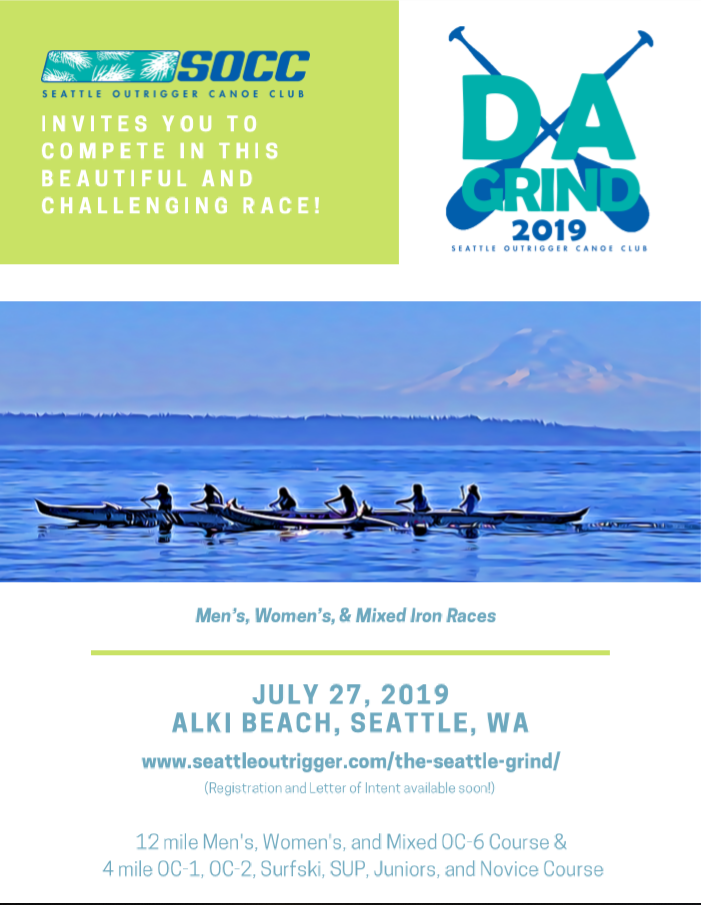 SOCC
SEATTLE OUTRIGGER CANOE CLUB
INVITES YOU TO
COMPETE IN THIS
BEAUTIFUL AND
CHALLENGING RACE!
DA
GRIND
2019
SEATTLE OUTRIGGER CANOE CLUB
Men's, Women's, & Mixed Iron Races
JULY 27, 2019
ALKI BEACH, SEATTLE, WA
www.seattleoutrigger.com/the-seattle-grind/
(Registration and Letter of Intent available soon!)
12 mile Men's, Women's, and Mixed OC-6 Course &
4 mile OC-1, OC-2, Surfski, SUP, Juniors, and Novice Course